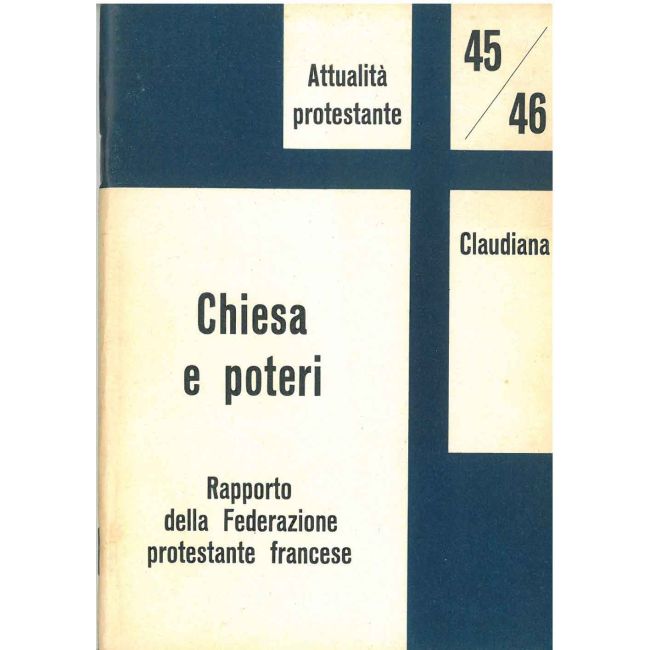 Attualità
protestante
45/
46
Claudiana
Chiesa
e poteri
Rapporto
della Federazione
protestante francese